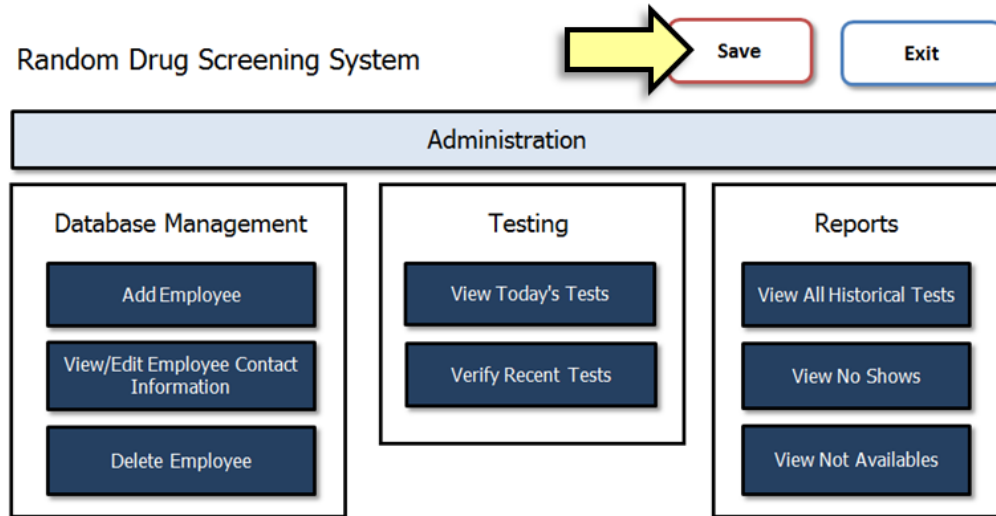 Random Drug Screening System
Save
Exit
Administration
Database Management
Add Employee
View/Edit Employee Contact
Information
Delete Employee
Testing
View Today's Tests
Verify Recent Tests
Reports
View All Historical Tests
View No Shows
View Not Availables